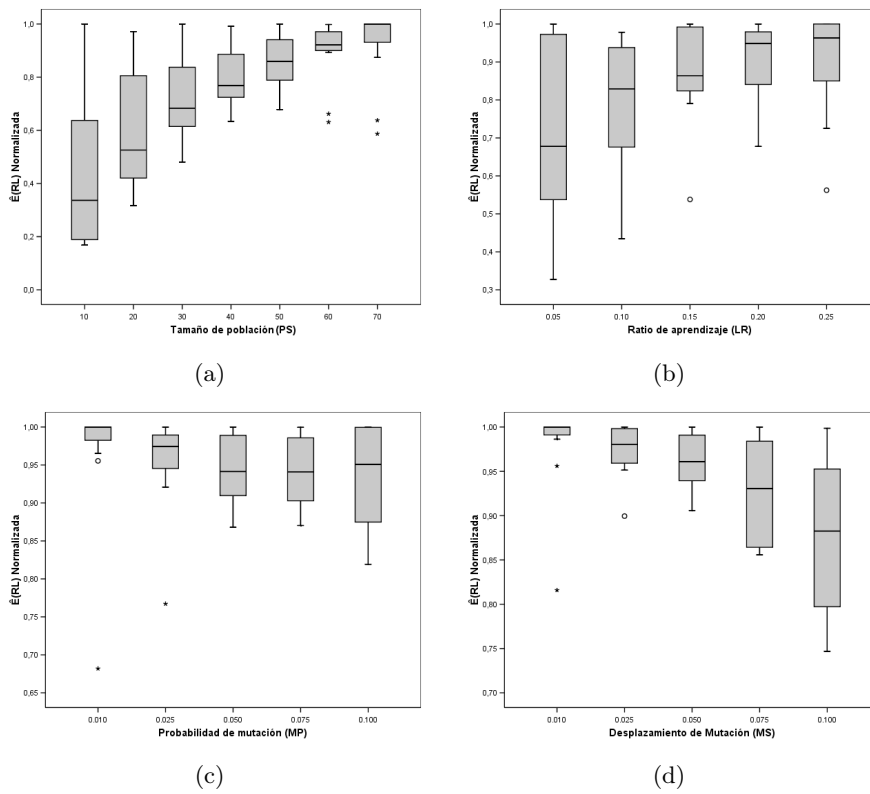 1,0
0,8
0,6
0,4
0,2
0,0
Ê(RL) Normalizada
10 20 30 40 50 60 70
Tamaño de población (PS)
(a)
1,0
0,9
0,8
0,7
0,6
0,5
0,4
0,3
Ê(RL) Normalizada
0.05 0.10 0.15 0.20 0.25
Ratio de aprendizaje (LR)
(b)
1,00
0,95
0,90
0,85
0,80
0,75
0,70
0,65
Ê(RL) Normalizada
0.010 0.025 0.050 0.075 0.100
Probabilidad de mutación (MP)
(c)
1,00
0,95
0,90
0,85
0,80
0,75
0,70
Ê(RL) Normalizada
0.010 0.025 0.050 0.075 0.100
Desplazamiento de Mutación (MS)
(d)